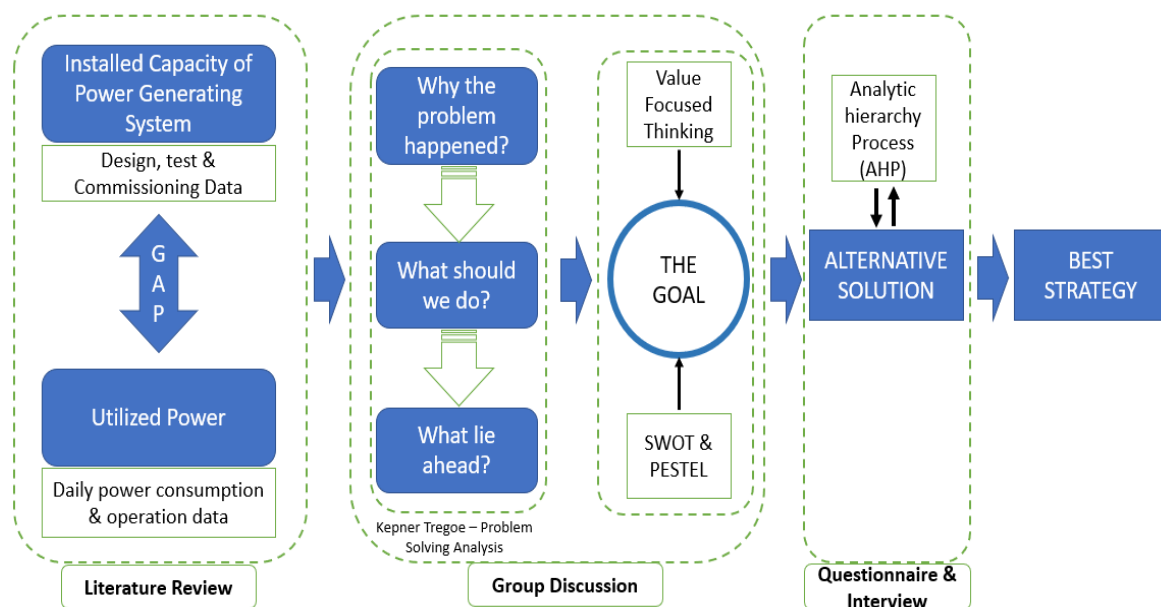 Installed Capacity of
Power Generating
System
Design, test &
Commissioning Data
G
A
P
Utilized Power
Daily power consumption
& operation data
Literature Review
Why the
problem
happened?
What should
we do?
What lie
ahead?
Kepner Tregoe – Problem
Solving Analysis
Value
Focused
Thinking
THE
GOAL
SWOT &
PESTEL
Group Discussion
Analytic
hierarchy
Process
(AHP)
ALTERNATIVE
SOLUTION
Questionnaire &
Interview
BEST
STRATEGY